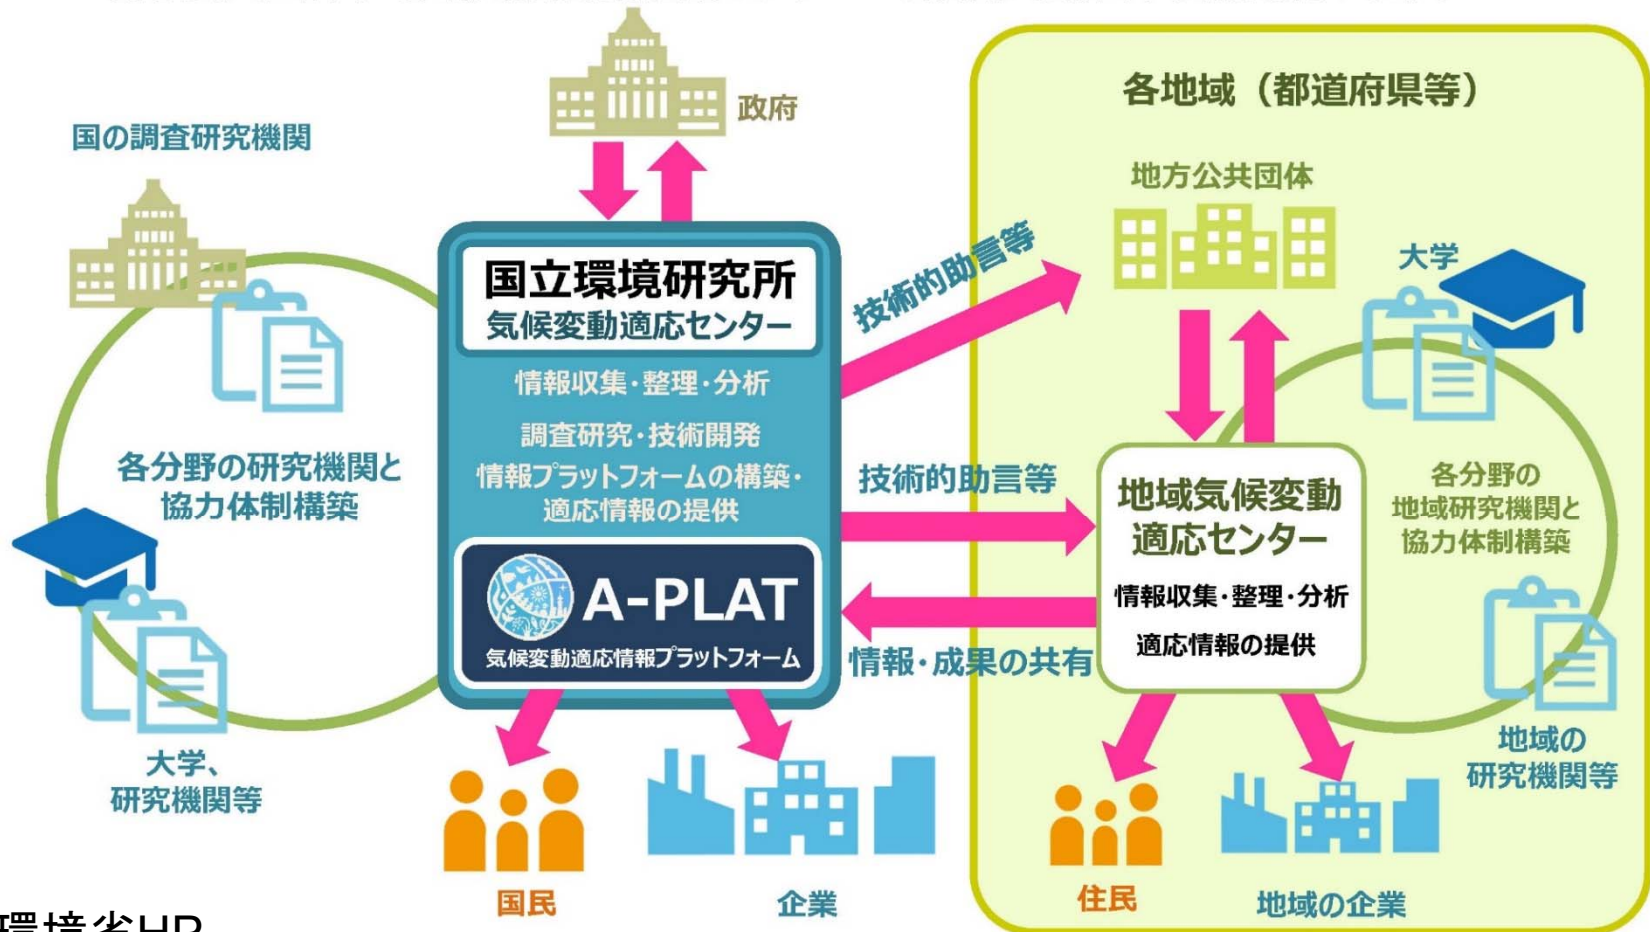 政府
国の調査研究機関
国立環境研究所
気候変動適応センター
情報収集・整理・分析
調査研究・技術開発
情報プラットフォームの構築・
適応情報の提供
A-PLAT
気候変動適応情報プラットフォーム
各分野の研究機関と
協力体制構築
大学、
研究機関等
国民
企業
技術的助言等
技術的助言等
情報・成果の共有
各地域（都道府県等）
地方公共団体
大学
地域気候変動
適応センター
情報収集・整理・分析
適応情報の提供
各分野の
地域研究機関と
協力体制構築
地域の
研究機関等
住民
地域の企業
環境省HP